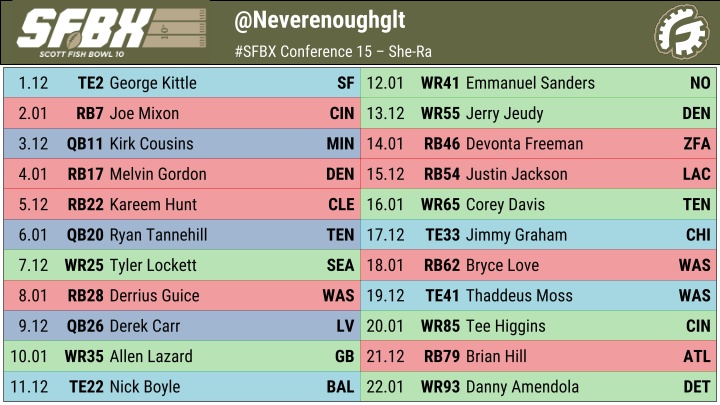 SFBX
SCOTT FISH BOWL 10
@Neverenoughglt
#SFBX Conference 15 – She-Ra
1.12 TE2 George Kittle SF
2.01 RB7 Joe Mixon CIN
3.12 QB11 Kirk Cousins MIN
4.01 RB17 Melvin Gordon DEN
5.12 RB22 Kareem Hunt CLE
6.01 QB20 Ryan Tannehill TEN
7.12 WR25 Tyler Lockett SEA
8.01 RB28 Derrius Guice WAS
9.12 QB26 Derek Carr LV
10.01 WR35 Allen Lazard GB
11.12 TE22 Nick Boyle BAL
12.01 WR41 Emmanuel Sanders NO
13.12 WR55 Jerry Jeudy DEN
14.01 RB46 Devonta Freeman ZFA
15.12 RB54 Justin Jackson LAC
16.01 WR65 Corey Davis TEN
17.12 TE33 Jimmy Graham CHI
18.01 RB62 Bryce Love WAS
19.12 TE41 Thaddeus Moss WAS
20.01 WR85 Tee Higgins CIN
21.12 RB79 Brian Hill ATL
22.01 WR93 Danny Amendola DET